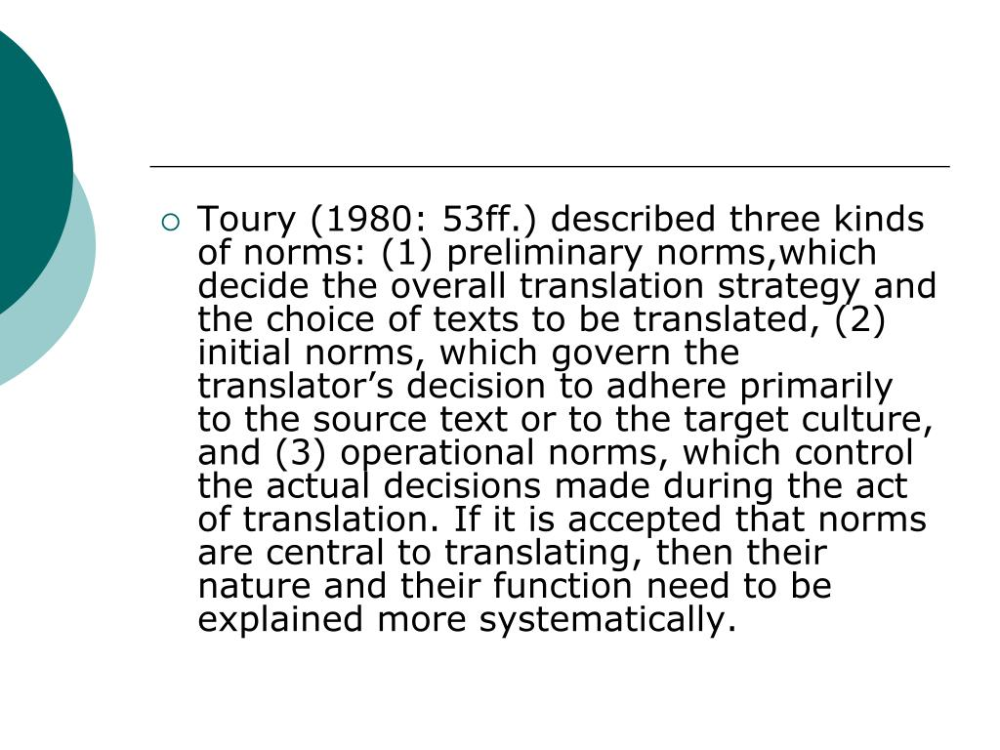 Toury (1980: 53ff.) described three kinds
of norms: (1) preliminary norms,which
decide the overall translation strategy and
the choice of texts to be translated, (2)
initial norms, which govern the
translator’s decision to adhere primarily
to the source text or to the target culture,
and (3) operational norms, which control
the actual decisions made during the act
of translation. If it is accepted that norms
are central to translating, then their
nature and their function need to be
explained more systematically.